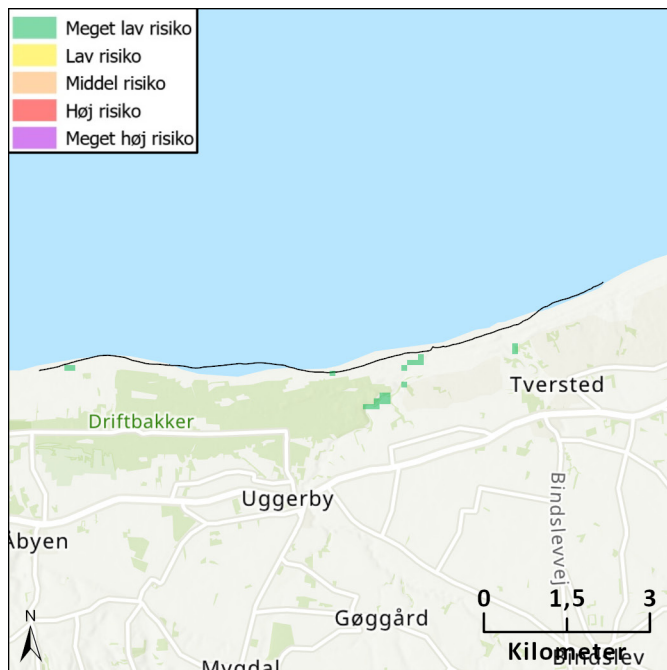 Meget lav risiko
Lav risiko
Middel risiko
Høj risiko
Meget høj risiko
Tversted
Driftbakker
Uggerby
Bindslevvej
Åbyen
0 1,5 3
Gøggård
N
Kilometer
Bindslev
Mygdal